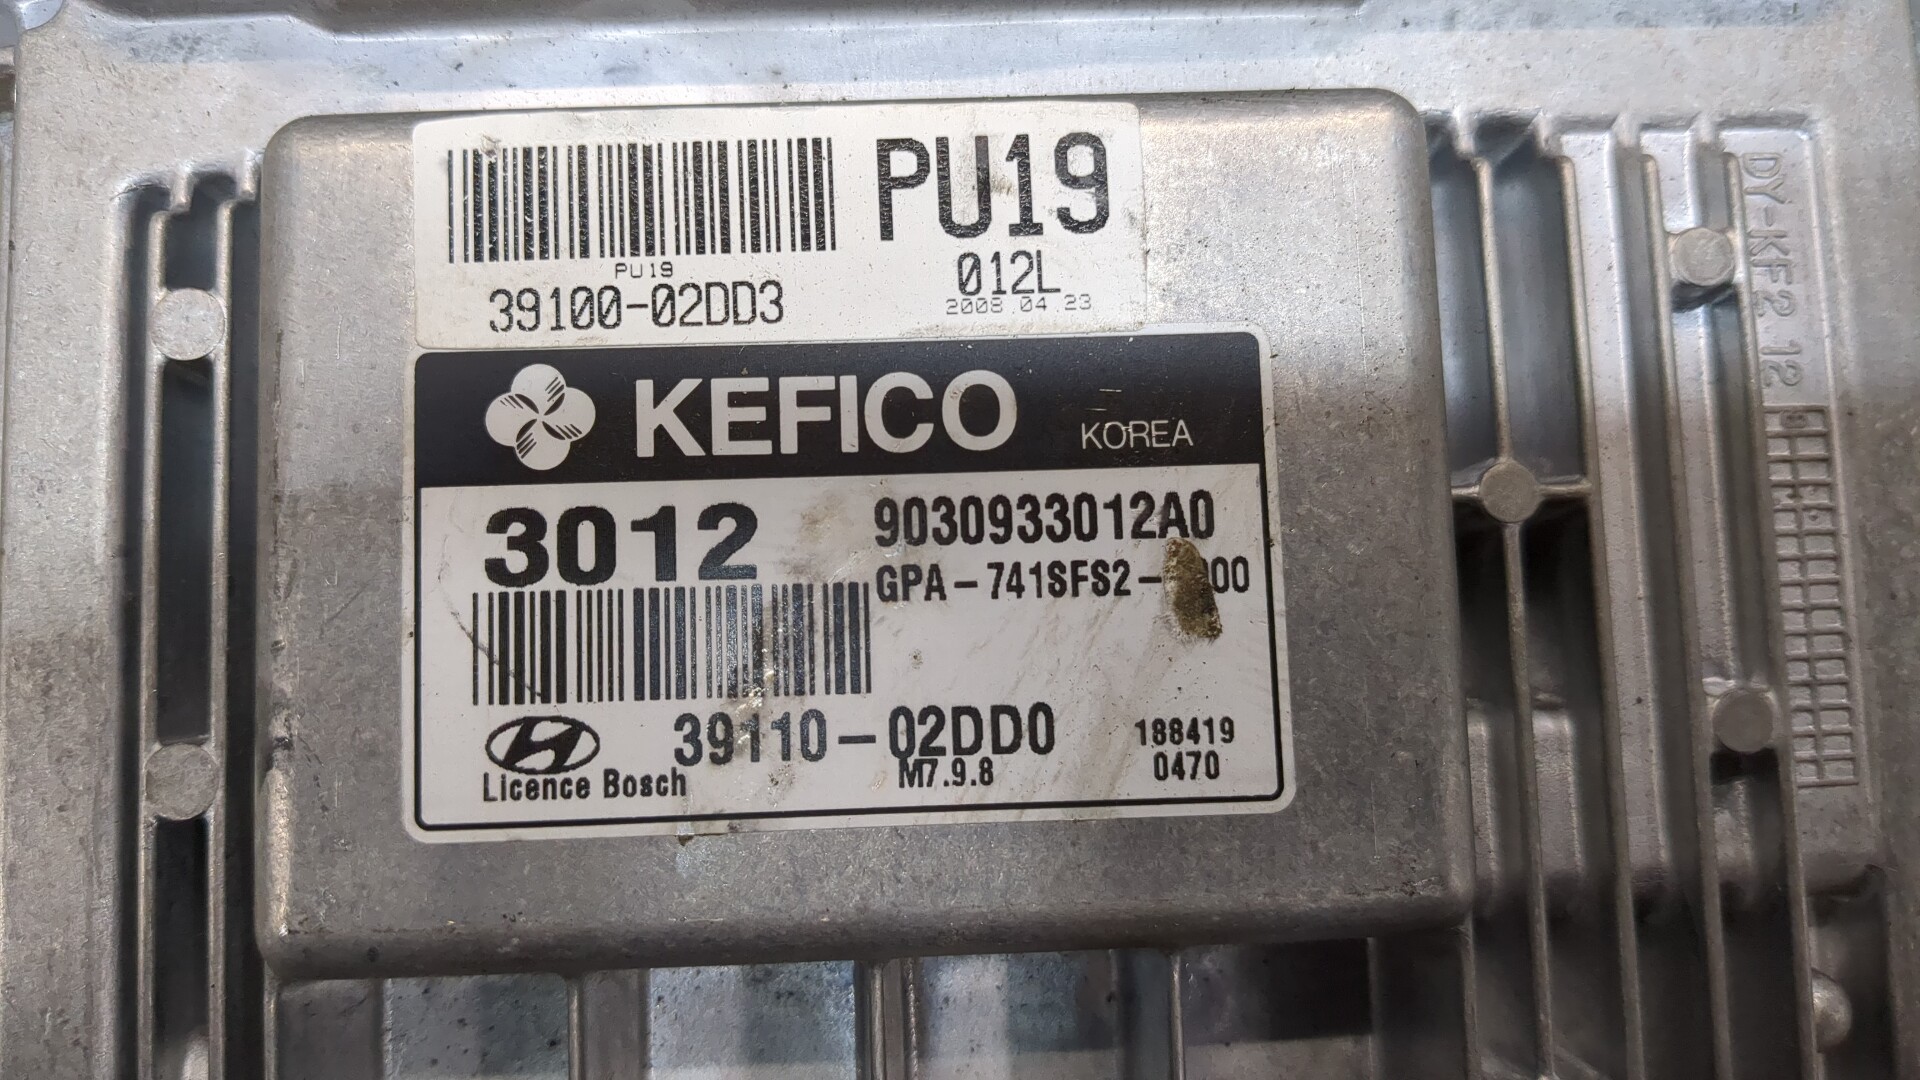 PU19
PU19
39100-02DD3
012L
2008.04.23
KEFICO KOREA
3012
9030933012A0
GPA-741SFS2-
39110-02DD0
188419
Licence Bosch
M7.9.8
0470
DY-KF2 12